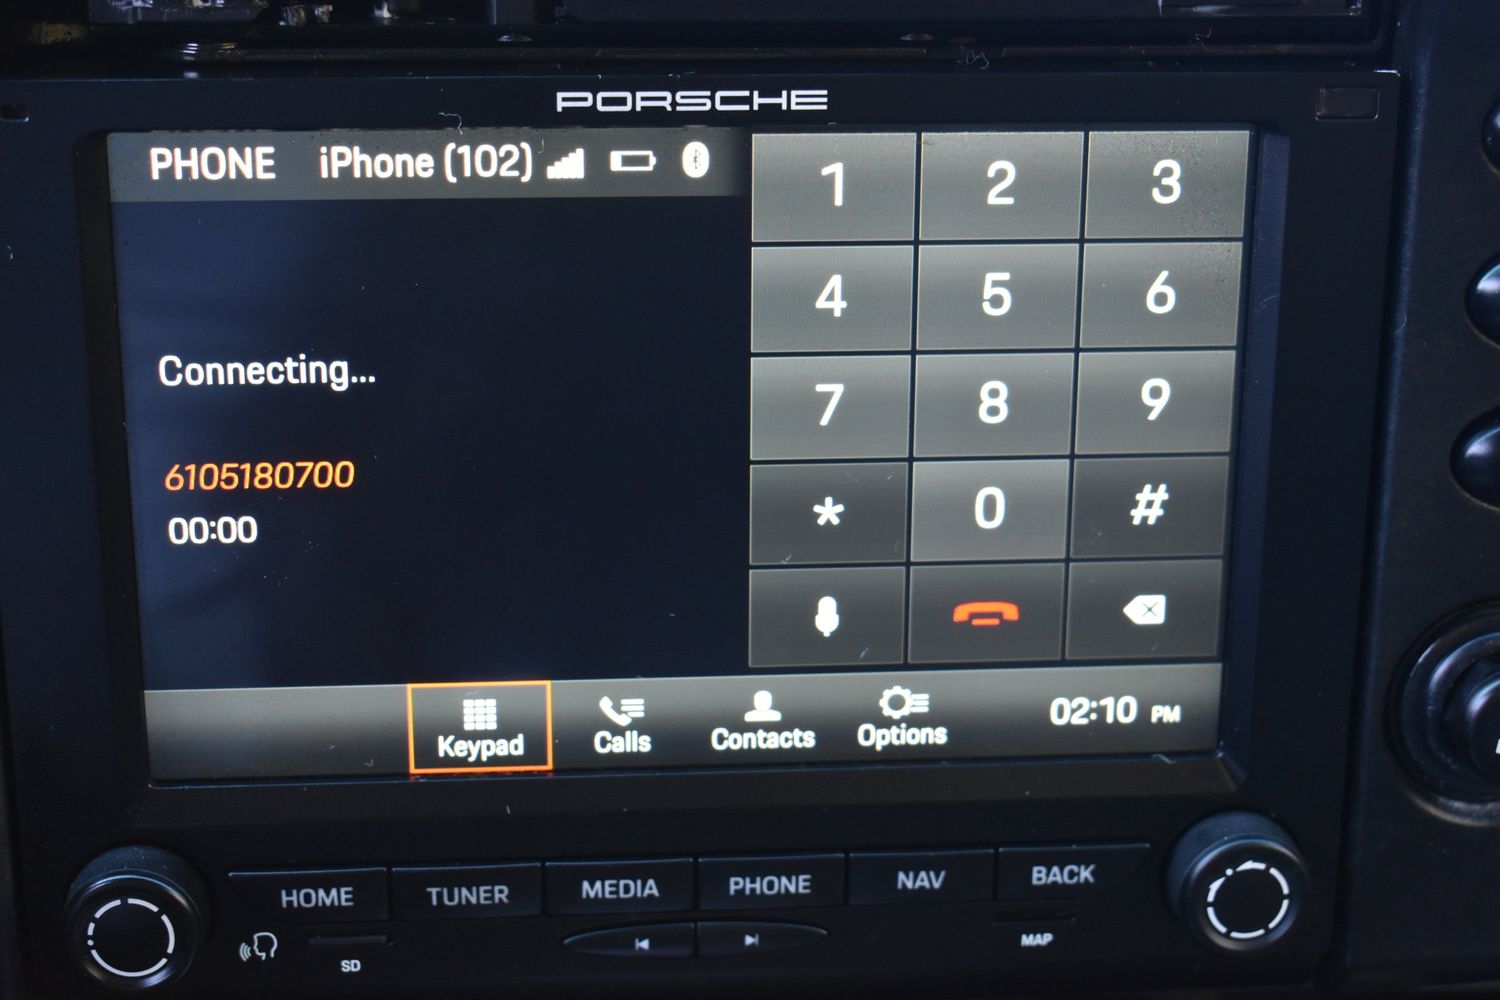 PORSCHE
PHONE iPhone (102)
Connecting...
6105180700
00:00
1 2 3
4 5 6
7 8 9
* 0 #
Keypad Calls Contacts Options 02:10 PM
HOME TUNER MEDIA PHONE NAV BACK
SD MAP